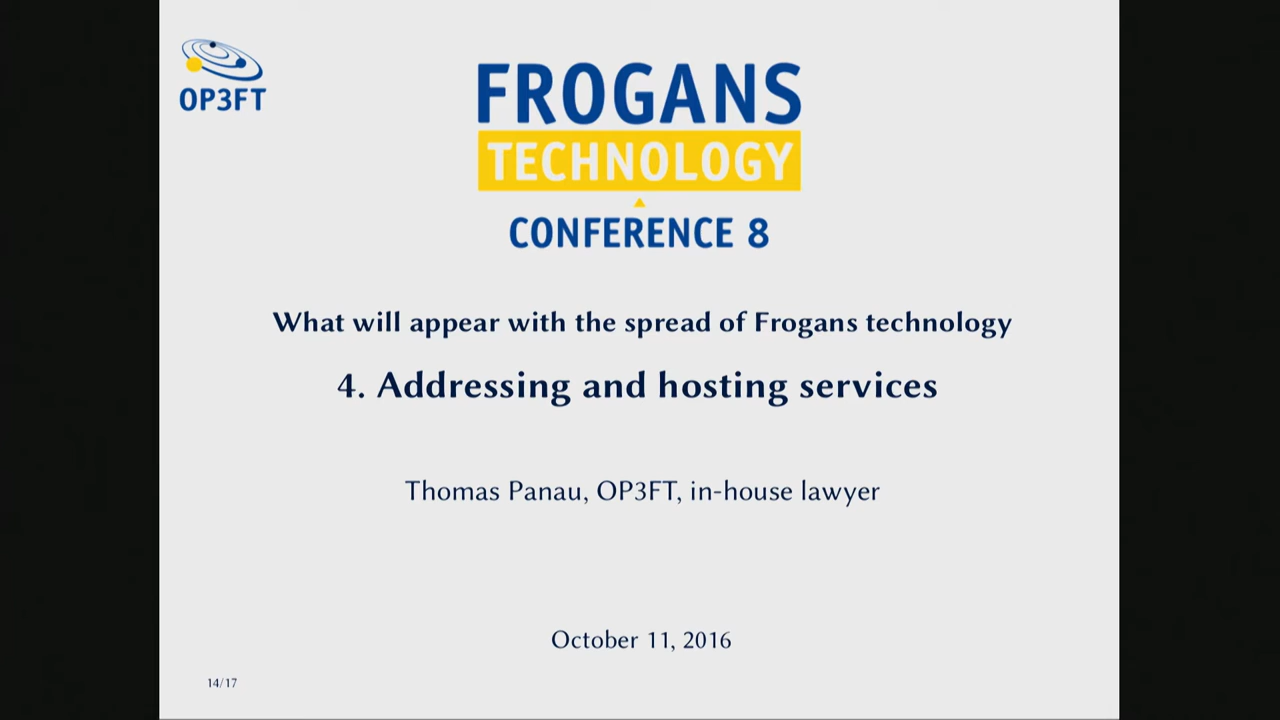 OP3FT
FROGANS
TECHNOLOGY
CONFERENCE 8
What will appear with the spread of Frogans technology
4. Addressing and hosting services
Thomas Panau, OP3FT, in-house lawyer
October 11, 2016
14/17